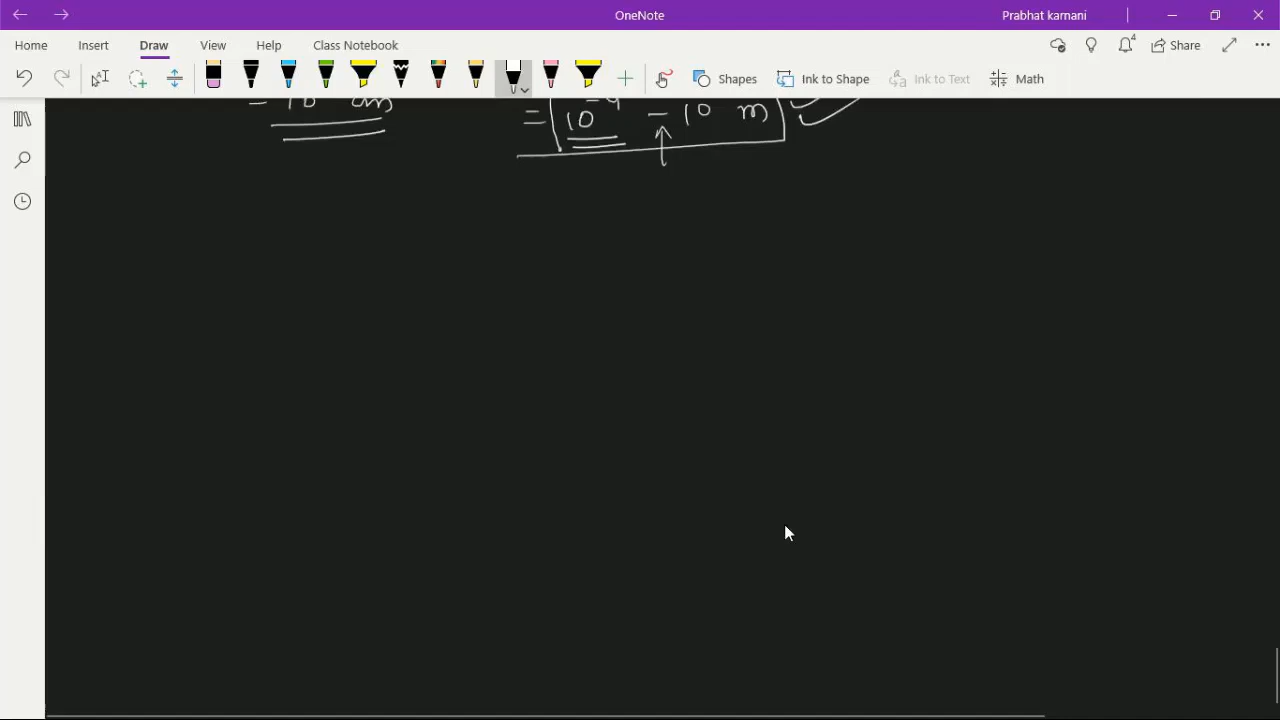 OneNote
Prabhat karnani
Home Insert Draw View Help Class Notebook
4
Share
Shapes
Ink to Shape
Ink to Text
Math
= 10 - 10 m